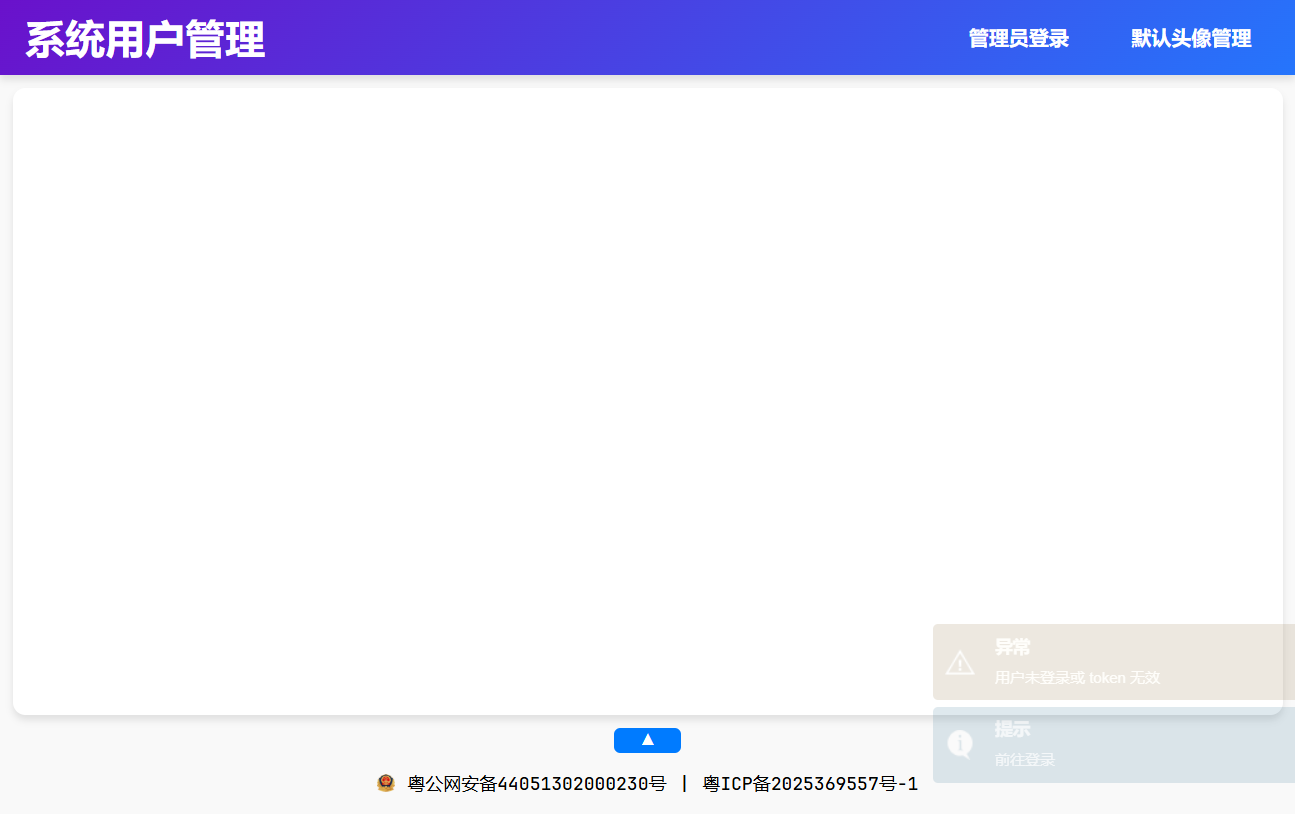 系统用户管理
管理员登录
默认头像管理
异常
用户未登录或 token 无效
提示
前往登录
▲
粤公网安备44051302000230号 | 粤ICP备2025369557号-1